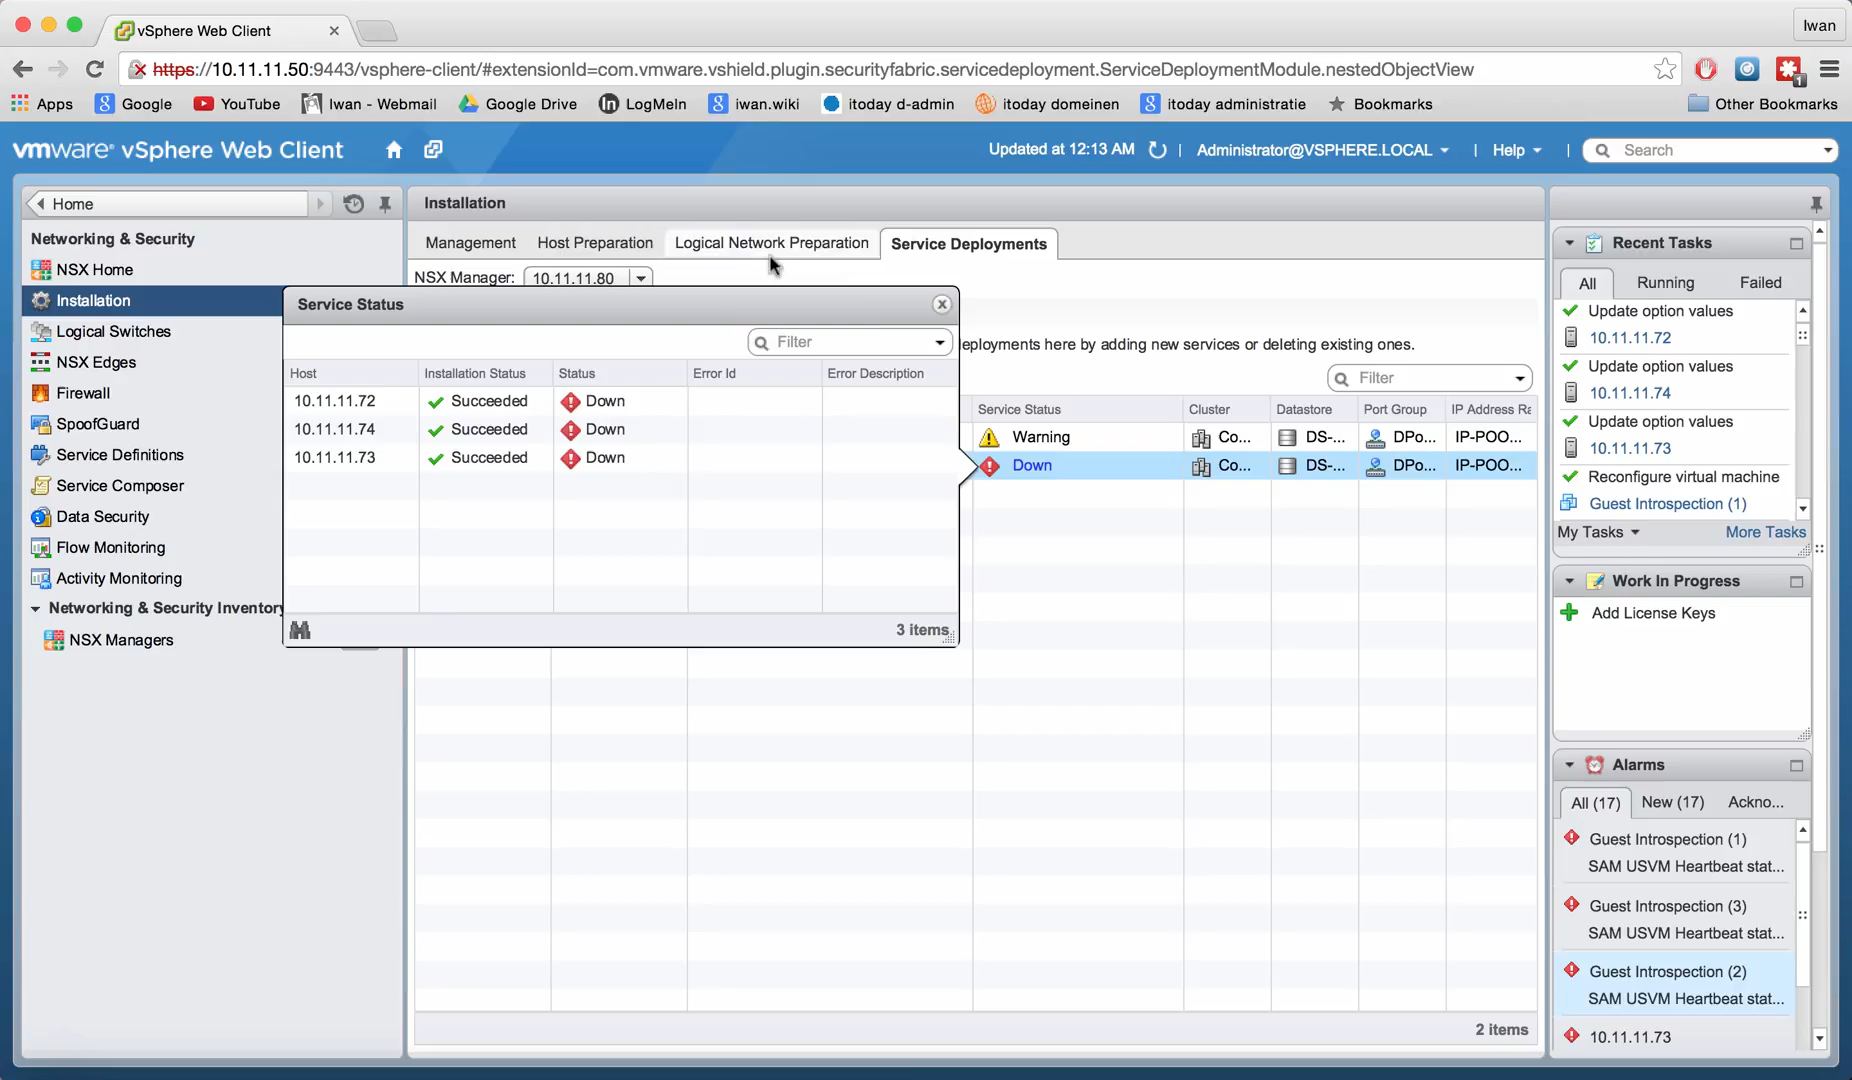 vSphere Web Client
Iwan
https://10.11.11.50:9443/vsphere-client/#extensionId=com.vmware.vshield.plugin.securityfabric.servicedeployment.ServiceDeploymentModule.nestedObjectView
1
Apps Google YouTube Iwan - Webmail Google Drive LogMeIn iwan.wiki itoday d-admin itoday domeinen itoday administratie Bookmarks Other Bookmarks
vmware® vSphere Web Client Updated at 12:13 AM | Administrator@VSPHERE.LOCAL | Help | Search
Home
Networking & Security
NSX Home
Installation
Logical Switches
NSX Edges
Firewall
SpoofGuard
Service Definitions
Service Composer
Data Security
Flow Monitoring
Activity Monitoring
Networking & Security Inventory
NSX Managers
Installation
Management Host Preparation Logical Network Preparation Service Deployments
NSX Manager: 10.11.11.80
Service Status
Filter
Host Installation Status Status Error Id Error Description
10.11.11.72 Succeeded Down
10.11.11.74 Succeeded Down
10.11.11.73 Succeeded Down
3 items
eployments here by adding new services or deleting existing ones.
Filter
Service Status Cluster Datastore Port Group IP Address Ra
Warning Co... DS-... DPo... IP-POO...
Down Co... DS-... DPo... IP-POO...
2 items
Recent Tasks
All Running Failed
Update option values
10.11.11.72
Update option values
10.11.11.74
Update option values
10.11.11.73
Reconfigure virtual machine
Guest Introspection (1)
My Tasks More Tasks
Work In Progress
Add License Keys
Alarms
All (17) New (17) Ackno...
Guest Introspection (1)
SAM USVM Heartbeat stat...
Guest Introspection (3)
SAM USVM Heartbeat stat...
Guest Introspection (2)
SAM USVM Heartbeat stat...
10.11.11.73